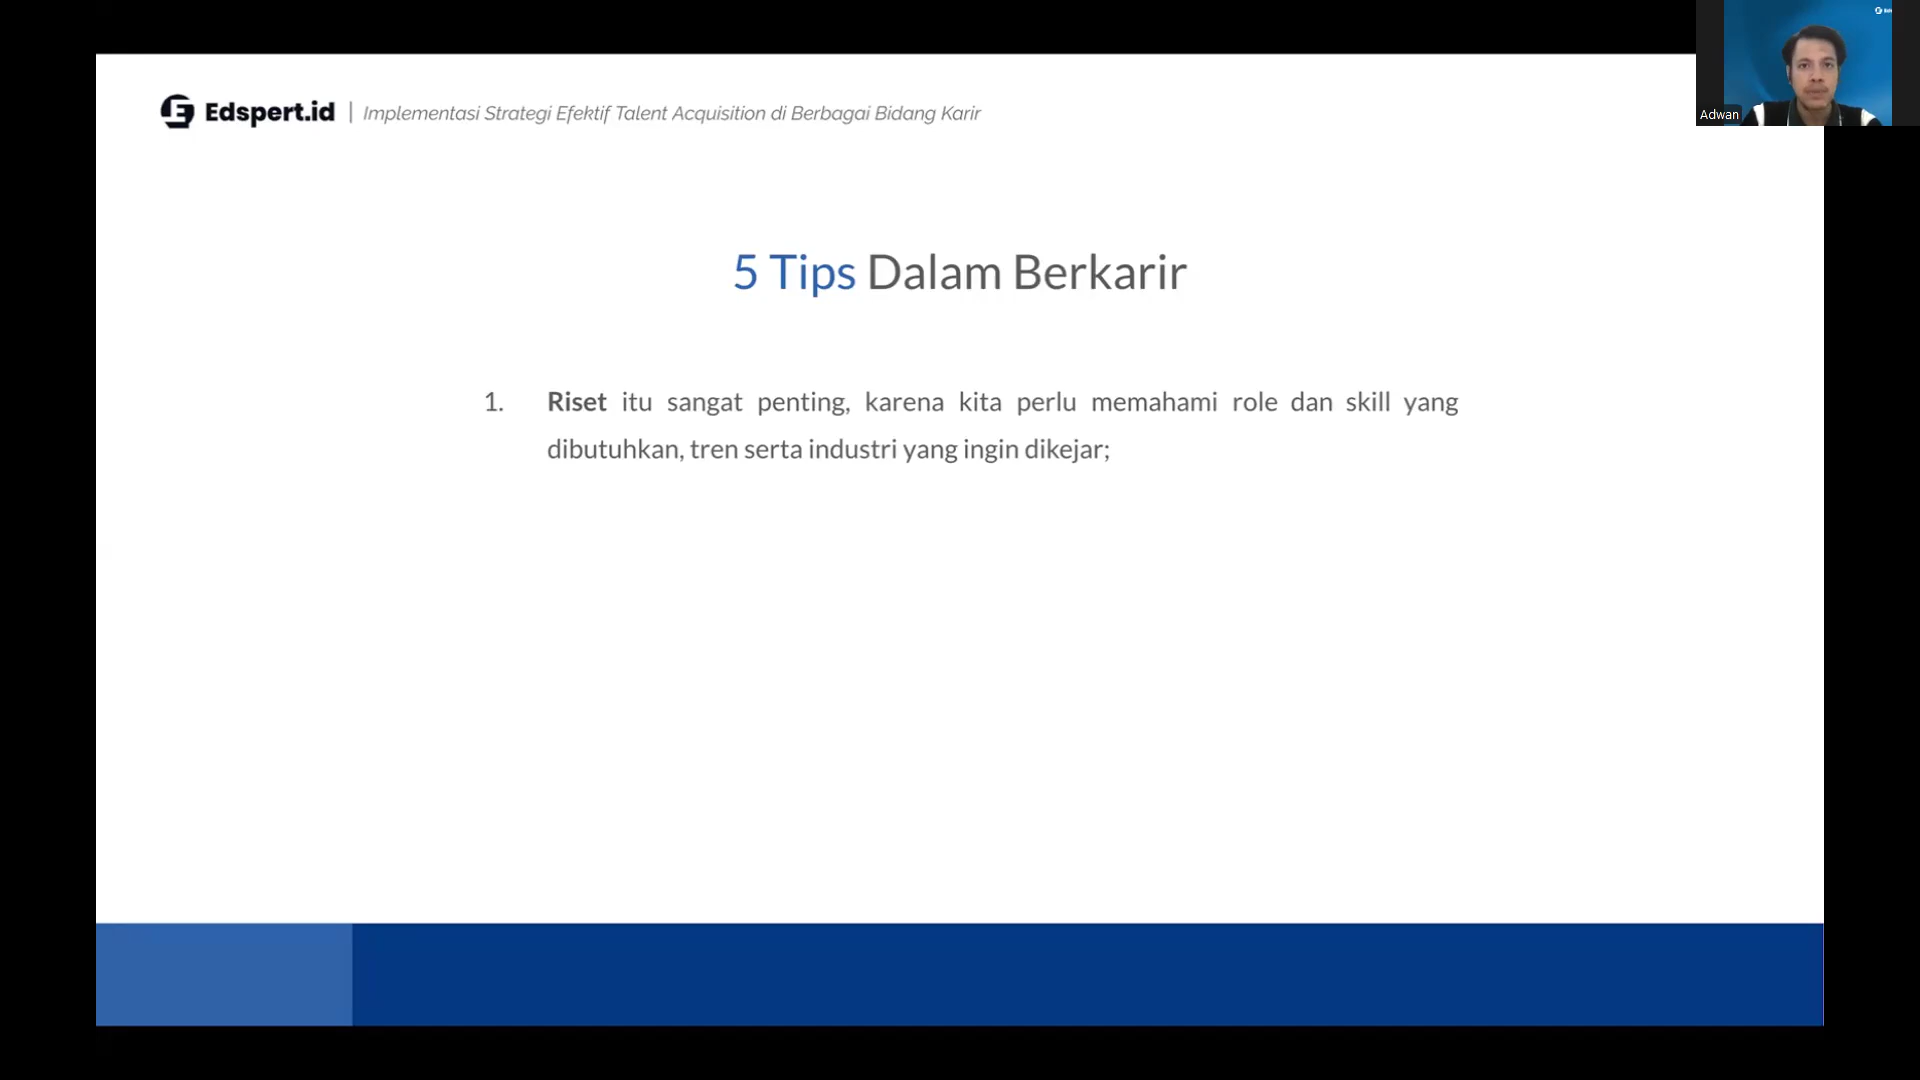 Edspert.id | Implementasi Strategi Efektif Talent Acquisition di Berbagai Bidang Karir
Adwan
5 Tips Dalam Berkarir
1. Riset itu sangat penting, karena kita perlu memahami role dan skill yang
dibutuhkan, tren serta industri yang ingin dikejar;